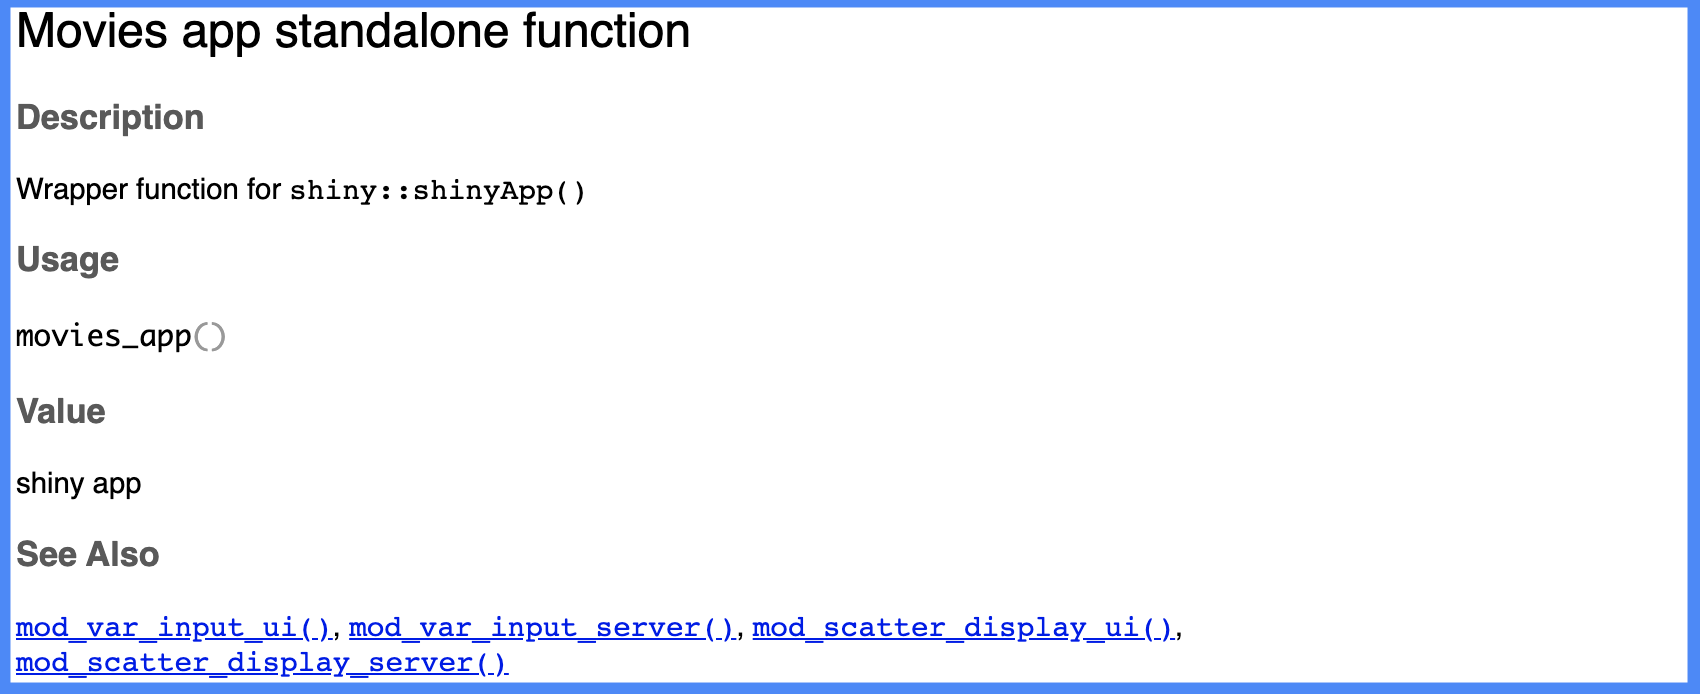 Movies app standalone function
Description
Wrapper function for shiny::shinyApp()
Usage
movies_app()
Value
shiny app
See Also
mod_var_input_ui(), mod_var_input_server(), mod_scatter_display_ui(),
mod_scatter_display_server()